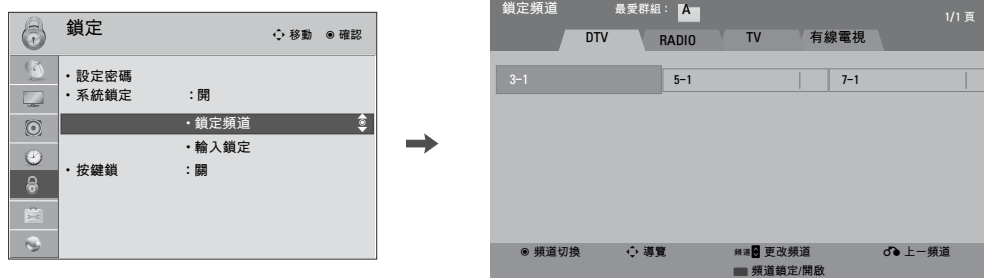 鎖定
移動 ◉ 確認
・設定密碼
・系統鎖定 :開
・鎖定頻道
・輸入鎖定
・按鍵鎖 :關
鎖定頻道 最愛群組: A 1/1 頁
DTV RADIO TV 有線電視
3-1 5-1 7-1
◉ 頻道切換 導覽 頻道 更改頻道 上一頻道
頻道鎖定/開啟